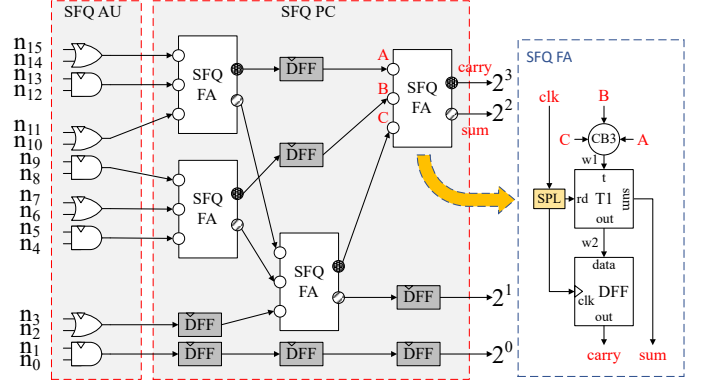 SFQ AU
SFQ PC
n15
n14
n13
n12
n11
n10
n9
n8
n7
n6
n5
n4
n3
n2
n1
n0
SFQ
FA
SFQ
FA
SFQ
FA
SFQ
FA
DFF
DFF
DFF
DFF
DFF
DFF
DFF
A
B
C
carry
sum
2^3
2^2
2^1
2^0
SFQ FA
clk
B
C
CB3
A
w1
t
SPL
rd
T1
sum
out
w2
data
clk
DFF
out
carry
sum